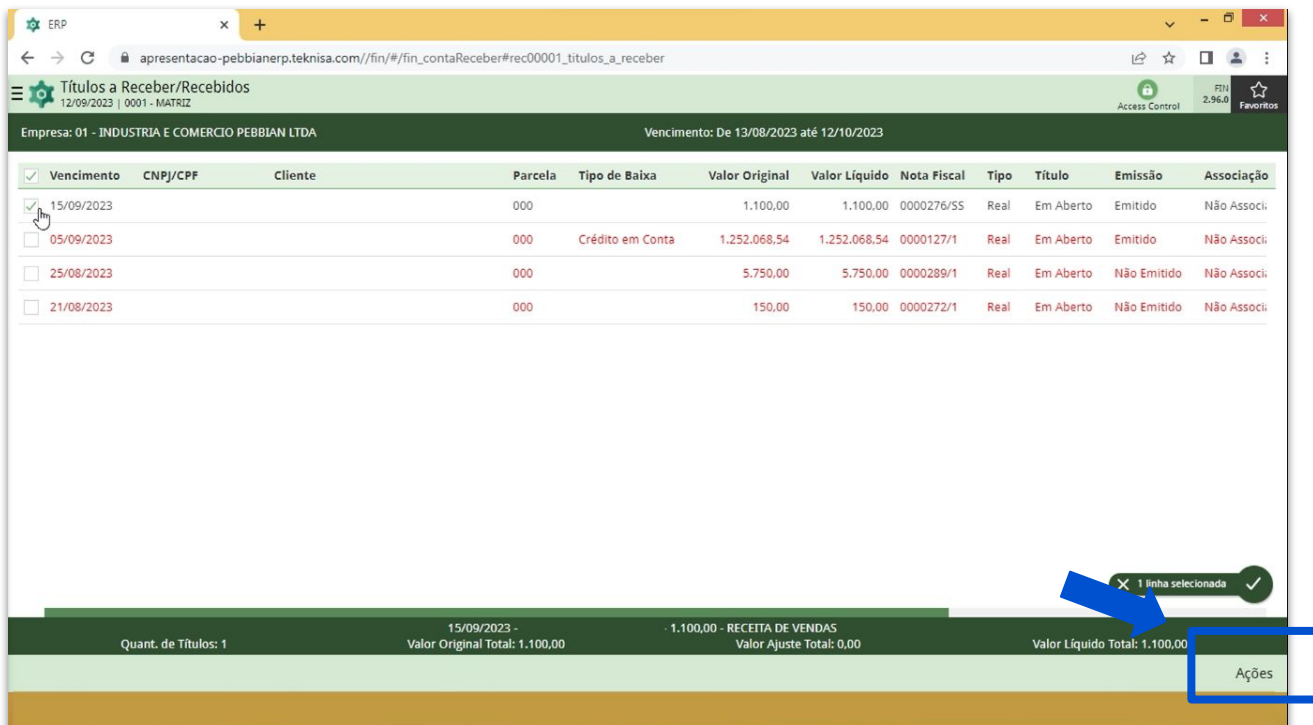 ERP
apresentacao-pebbianerp.teknisa.com//fin/#/fin_contaReceber#rec00001_titulos_a_receber
Títulos a Receber/Recebidos
12/09/2023 | 0001 - MATRIZ
Access Control
FIN
2.96.0
Favoritos
Empresa: 01 - INDUSTRIA E COMERCIO PEBBIAN LTDA Vencimento: De 13/08/2023 até 12/10/2023
Vencimento CNPJ/CPF Cliente Parcela Tipo de Baixa Valor Original Valor Líquido Nota Fiscal Tipo Título Emissão Associação
15/09/2023 000 1.100,00 1.100,00 0000276/SS Real Em Aberto Emitido Não Associ
05/09/2023 000 Crédito em Conta 1.252.068,54 1.252.068,54 0000127/1 Real Em Aberto Emitido Não Associ
25/08/2023 000 5.750,00 5.750,00 0000289/1 Real Em Aberto Não Emitido Não Associ
21/08/2023 000 150,00 150,00 0000272/1 Real Em Aberto Não Emitido Não Associ
1 linha selecionada
15/09/2023 - - 1.100,00 - RECEITA DE VENDAS
Quant. de Títulos: 1 Valor Original Total: 1.100,00 Valor Ajuste Total: 0,00 Valor Líquido Total: 1.100,00
Ações